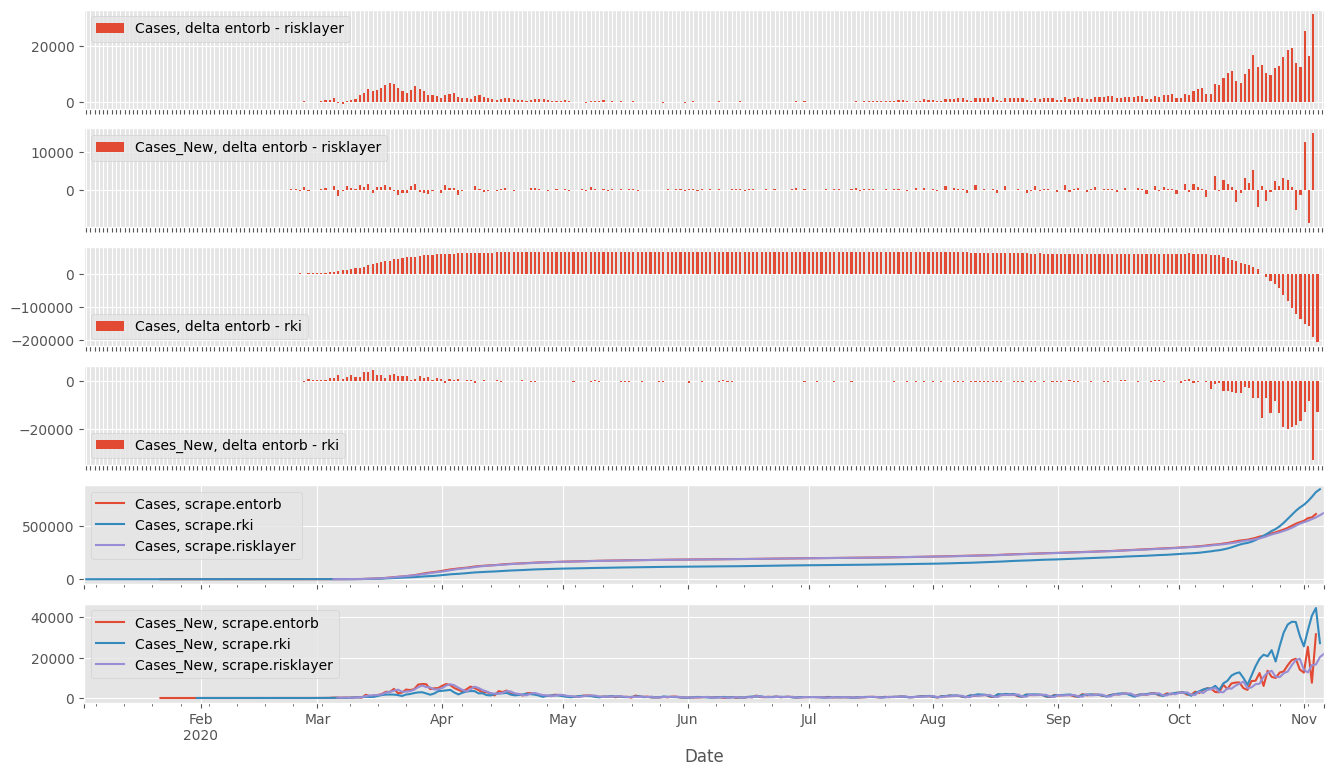 Cases, delta entorb - risklayer
20000
0
Cases_New, delta entorb - risklayer
10000
0
0
−100000
−200000
Cases, delta entorb - rki
0
−20000
Cases_New, delta entorb - rki
500000
0
Cases, scrape.entorb
Cases, scrape.rki
Cases, scrape.risklayer
40000
20000
0
Cases_New, scrape.entorb
Cases_New, scrape.rki
Cases_New, scrape.risklayer
Feb Mar Apr May Jun Jul Aug Sep Oct Nov
2020
Date